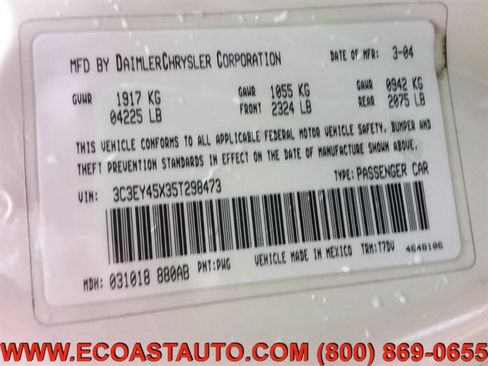 MFD BY DAIMLERCHRYSLER CORPORATION DATE OF MFR: 3-04
GVWR 1917 KG GAWR 1055 KG GAWR 0942 KG
04225 LB FRONT 2324 LB REAR 2075 LB
THIS VEHICLE CONFORMS TO ALL APPLICABLE FEDERAL MOTOR VEHICLE SAFETY, BUMPER AND
THEFT PREVENTION STANDARDS IN EFFECT ON THE DATE OF MANUFACTURE SHOWN ABOVE.
VIN: 3C3EY45X35T298473 TYPE: PASSENGER CAR
MDH: 031018 880AB PNT: PWG VEHICLE MADE IN MEXICO TRM: T7DV 4648106
WWW.ECOASTAUTO.COM (800) 869-0655